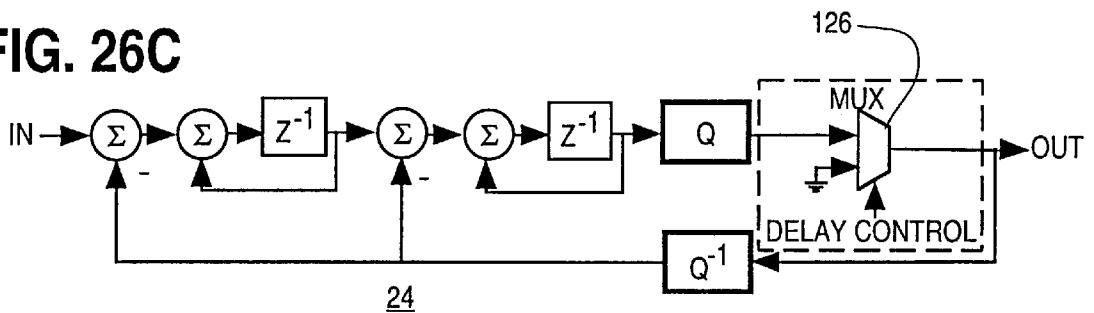 FIG. 26C
126
MUX
IN
Σ
Σ
Z⁻¹
Σ
Σ
Z⁻¹
Q
OUT
-
-
DELAY CONTROL
Q⁻¹
24